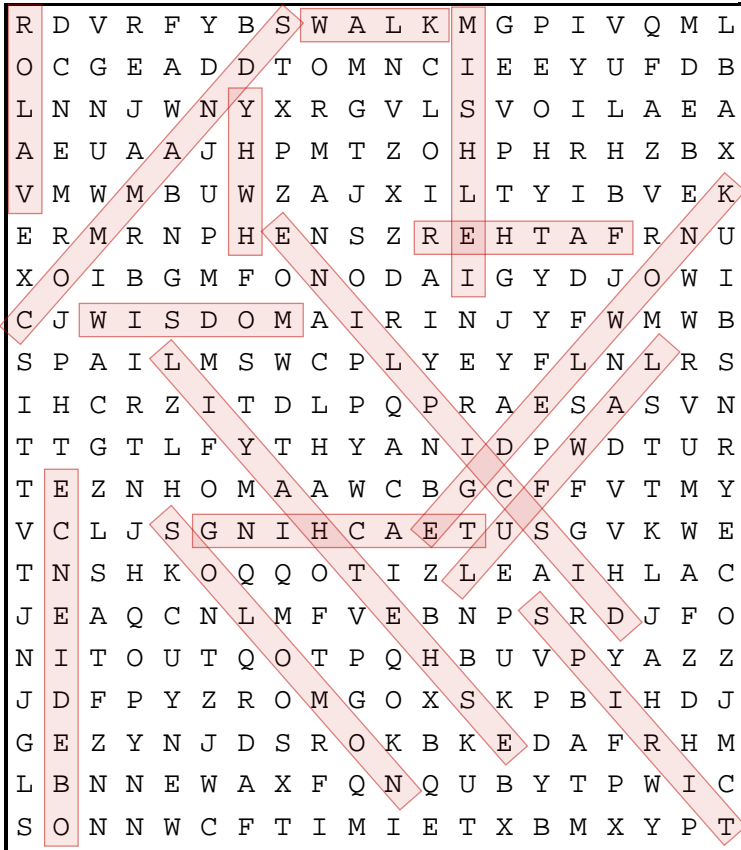 R D V R F Y B S W A L K M G P I V Q M L
O C G E A D D T O M N C I E E Y U F D B
L N N J W N Y X R G V L S V O I L A E A
A E U A A J H P M T Z O H P H R H Z B X
V M W M B U W Z A J X I L T Y I B V E K
E R M R N P H E N S Z R E H T A F R N U
X O I B G M F O N O D A I G Y D J O W I
C J W I S D O M A I R I N J Y F W M W B
S P A I L M S W C P L Y E Y F L N L R S
I H C R Z I T D L P Q P R A E S A S V N
T T G T L F Y T H Y A N I D P W D T U R
T E Z N H O M A A W C B G C F F V T M Y
V C L J S G N I H C A E T U S G V K W E
T N S H K O Q Q O T I Z L E A I H L A C
J E A Q C N L M F V E B N P S R D J F O
N I T O U T Q O T P Q H B U V P Y A Z Z
J D F P Y Z R O M G O X S K P B I H D J
G E Z Y N J D S R O K B K E D A F R H M
L B N N E W A X F Q N Q U B Y T P W I C
S O N N W C F T I M I E T X B M X Y P T